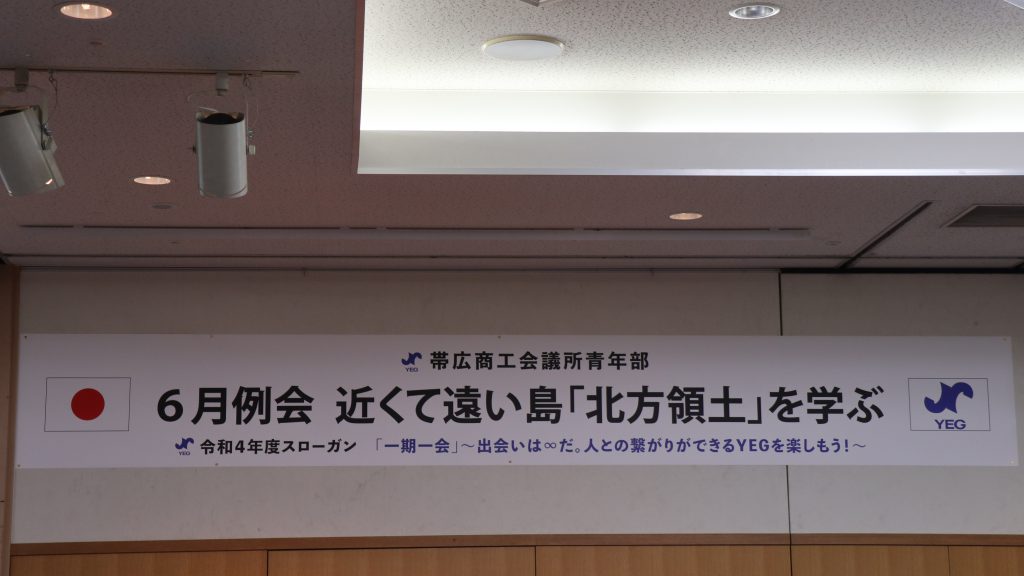 YEG 帯広商工会議所青年部
6月例会 近くて遠い島「北方領土」を学ぶ
YEG
YEG 令和4年度スローガン 「一期一会」～出会いは∞だ。人との繋がりができるYEGを楽しもう！～